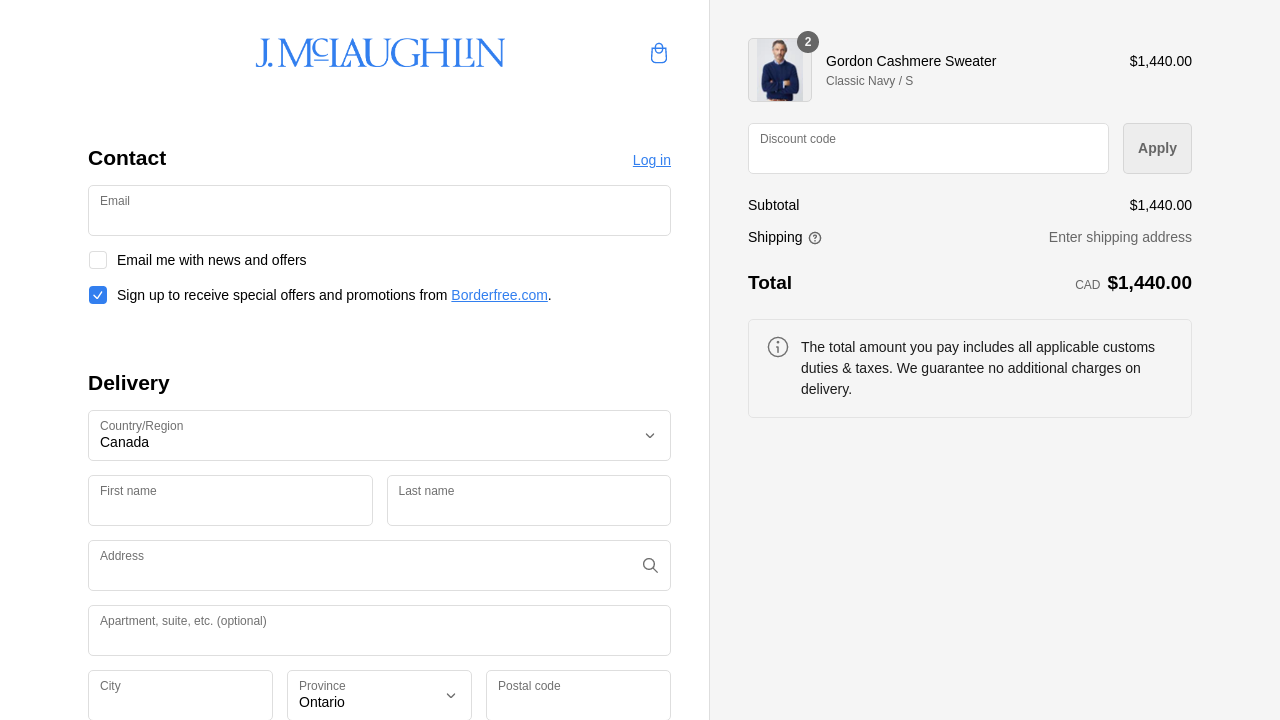 J. McLAUGHLIN
Contact
Log in
Email
Email me with news and offers
Sign up to receive special offers and promotions from Borderfree.com.
Delivery
Country/Region
Canada
First name
Last name
Address
Apartment, suite, etc. (optional)
City
Province
Ontario
Postal code
2
Gordon Cashmere Sweater
$1,440.00
Classic Navy / S
Discount code
Apply
Subtotal
$1,440.00
Shipping
Enter shipping address
Total
CAD $1,440.00
The total amount you pay includes all applicable customs
duties & taxes. We guarantee no additional charges on
delivery.